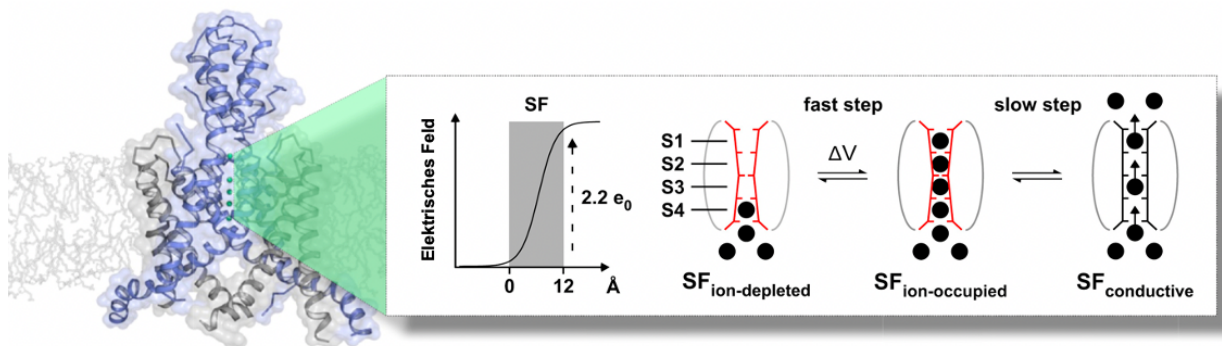 SF
Elektrisches Feld
2.2 e0
0 12 Å
S1
S2
S3
S4
fast step
ΔV
slow step
SFion-depleted
SFion-occupied
SFconductive